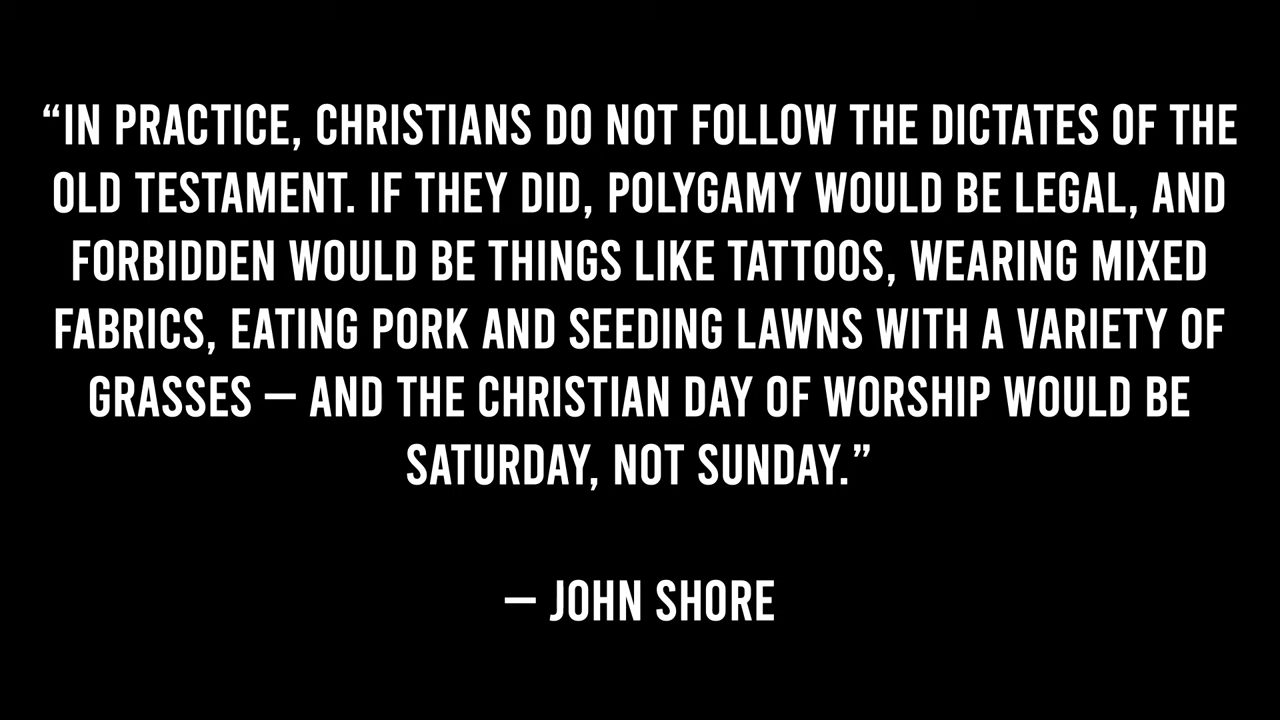 “IN PRACTICE, CHRISTIANS DO NOT FOLLOW THE DICTATES OF THE
OLD TESTAMENT. IF THEY DID, POLYGAMY WOULD BE LEGAL, AND
FORBIDDEN WOULD BE THINGS LIKE TATTOOS, WEARING MIXED
FABRICS, EATING PORK AND SEEDING LAWNS WITH A VARIETY OF
GRASSES – AND THE CHRISTIAN DAY OF WORSHIP WOULD BE
SATURDAY, NOT SUNDAY.”
– JOHN SHORE